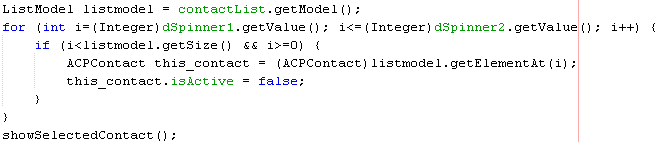 ListModel listmodel = contactList.getModel();
for (int i=(Integer)dSpinner1.getValue(); i<=(Integer)dSpinner2.getValue(); i++) {
    if (i<listmodel.getSize() && i>=0) {
        ACPContact this_contact = (ACPContact)listmodel.getElementAt(i);
        this_contact.isActive = false;
    }
}
showSelectedContact();